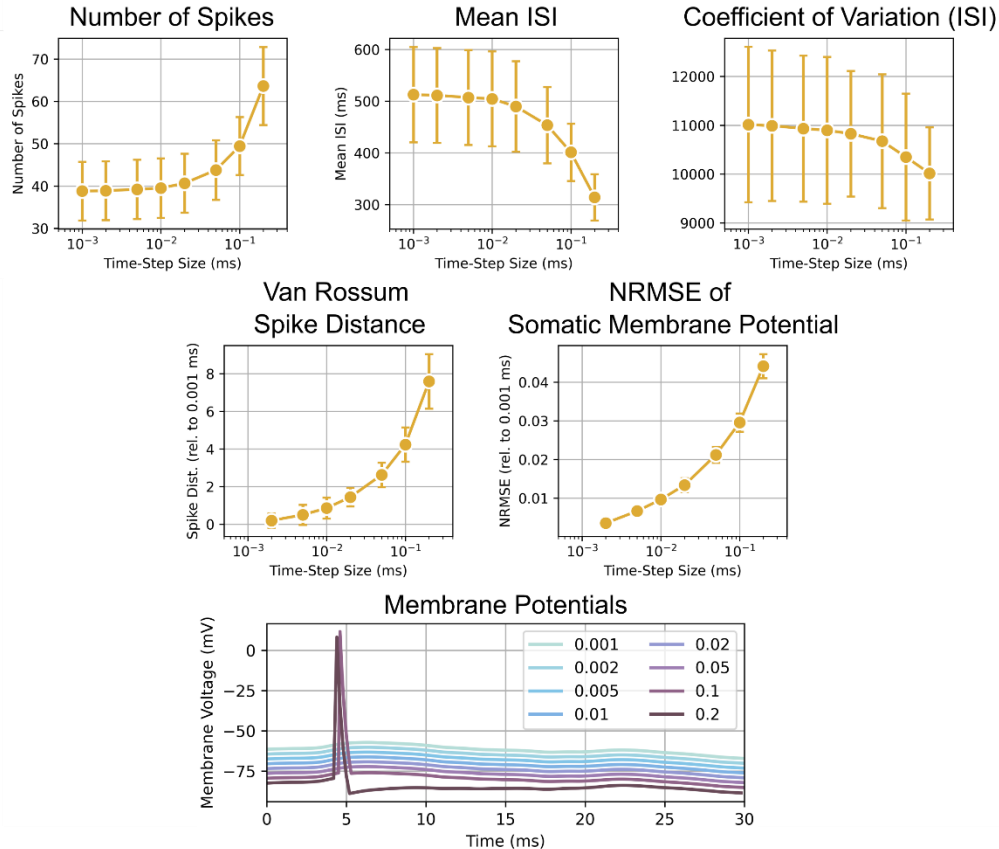 Number of Spikes
Number of Spikes
70
60
50
40
30
10⁻³
10⁻²
10⁻¹
Time-Step Size (ms)
Mean ISI
Mean ISI (ms)
600
500
400
300
10⁻³
10⁻²
10⁻¹
Time-Step Size (ms)
Coefficient of Variation (ISI)
12000
11000
10000
9000
10⁻³
10⁻²
10⁻¹
Time-Step Size (ms)
Van Rossum
Spike Distance
Spike Dist. (rel. to 0.001 ms)
8
6
4
2
0
10⁻³
10⁻²
10⁻¹
Time-Step Size (ms)
NRMSE of
Somatic Membrane Potential
NRMSE (rel. to 0.001 ms)
0.04
0.03
0.02
0.01
10⁻³
10⁻²
10⁻¹
Time-Step Size (ms)
Membrane Potentials
Membrane Voltage (mV)
0
−25
−50
−75
0.001
0.002
0.005
0.01
0.02
0.05
0.1
0.2
0
5
10
15
20
25
30
Time (ms)